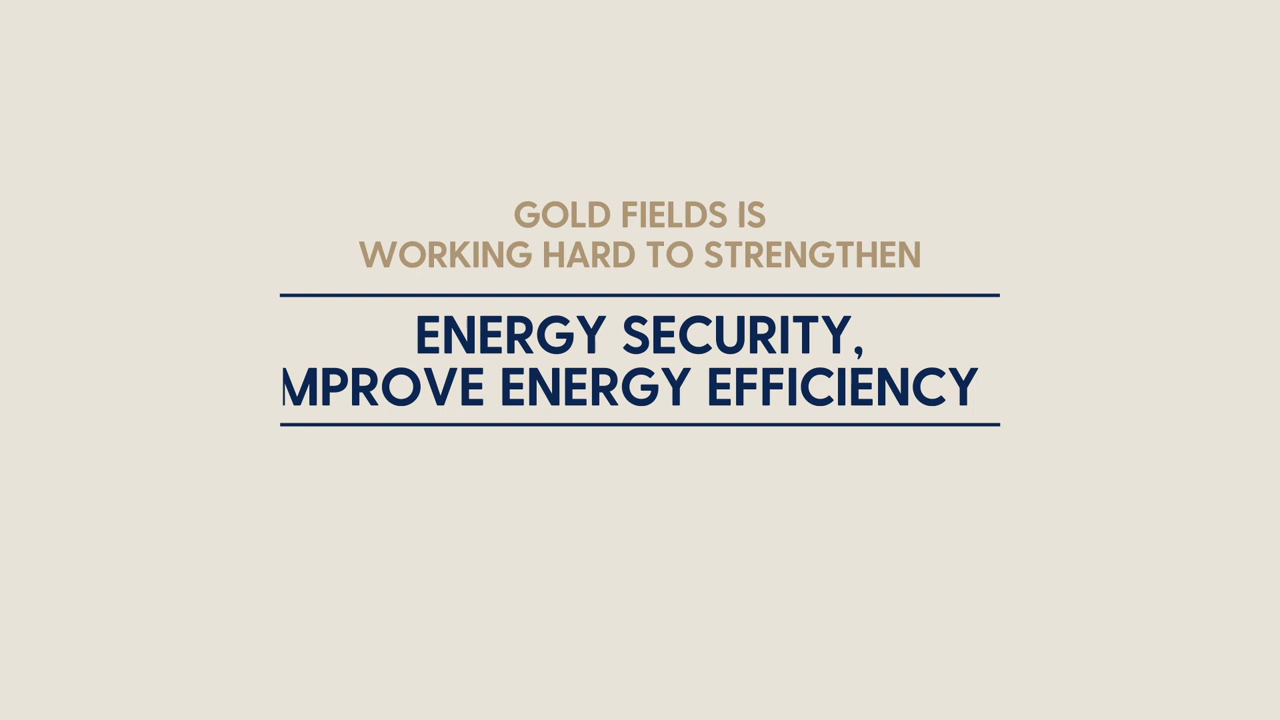 GOLD FIELDS IS
WORKING HARD TO STRENGTHEN
ENERGY SECURITY,
MPROVE ENERGY EFFICIENCY